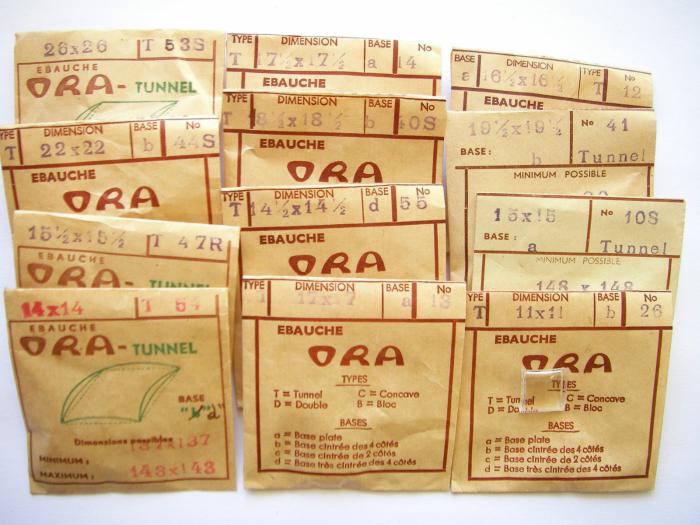 26x26 T 53S
EBAUCHE
ORA - TUNNEL
TYPE DIMENSION BASE No
T 22x22 b 44S
EBAUCHE
ORA
15½x15½ T 47R
EBAUCHE
ORA - TUNNEL
14x14 T 54
EBAUCHE
ORA - TUNNEL
BASE
"a"
Dimensions possibles
137x137
MINIMUM :
MAXIMUM : 143x143
TYPE DIMENSION BASE No
T 17½x17½ a 14
EBAUCHE
TYPE DIMENSION BASE No
T 18½x18½ b 40S
EBAUCHE
ORA
TYPE DIMENSION BASE No
T 14½x14½ d 55
EBAUCHE
ORA
TYPE DIMENSION BASE No
a 13
EBAUCHE
ORA
TYPES
T = Tunnel C = Concave
D = Double B = Bloc
BASES
a = Base plate
b = Base cintrée des 4 côtés
c = Base cintrée de 2 côtés
d = Base très cintrée des 4 côtés
BASE DIMENSION TYPE No
a 16½x16½ T 12
EBAUCHE
19½x19½ No 41
BASE : b Tunnel
MINIMUM POSSIBLE
15x15 No 10S
BASE : a Tunnel
MINIMUM POSSIBLE
148 x 148
TYPE DIMENSION BASE No
T 11x11 b 26
EBAUCHE
ORA
TYPES
T = Tunnel C = Concave
D = B = Bloc
BASES
a = Base plate
b = Base cintrée des 4 côtés
c = Base cintrée de 2 côtés
d = Base très cintrée des 4 côtés